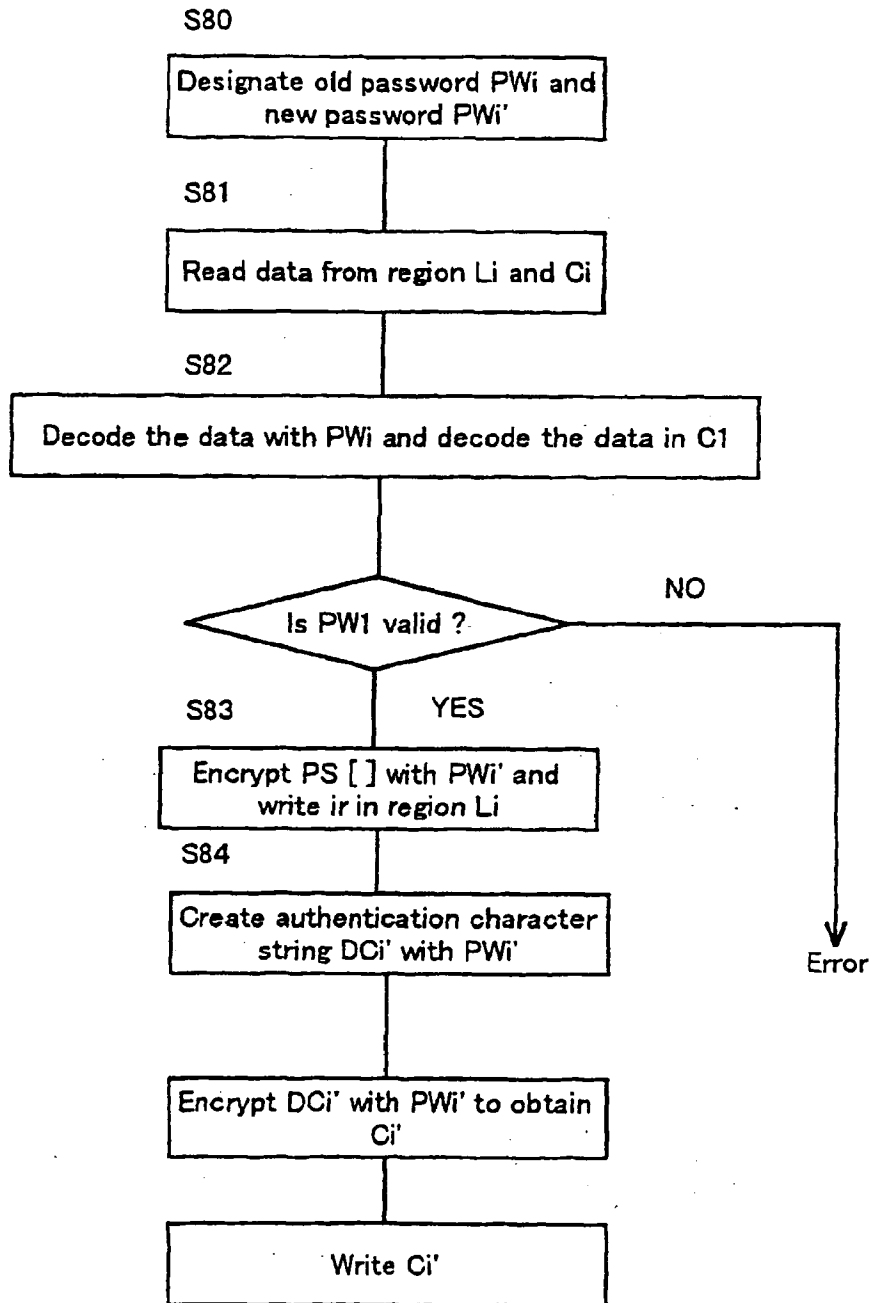 S80
Designate old password PWi and
new password PWi'
S81
Read data from region Li and Ci
S82
Decode the data with PWi and decode the data in C1
Is PW1 valid ?
NO
S83
YES
Encrypt PS [ ] with PWi' and
write ir in region Li
S84
Create authentication character
string DCi' with PWi'
Error
Encrypt DCi' with PWi' to obtain
Ci'
Write Ci'